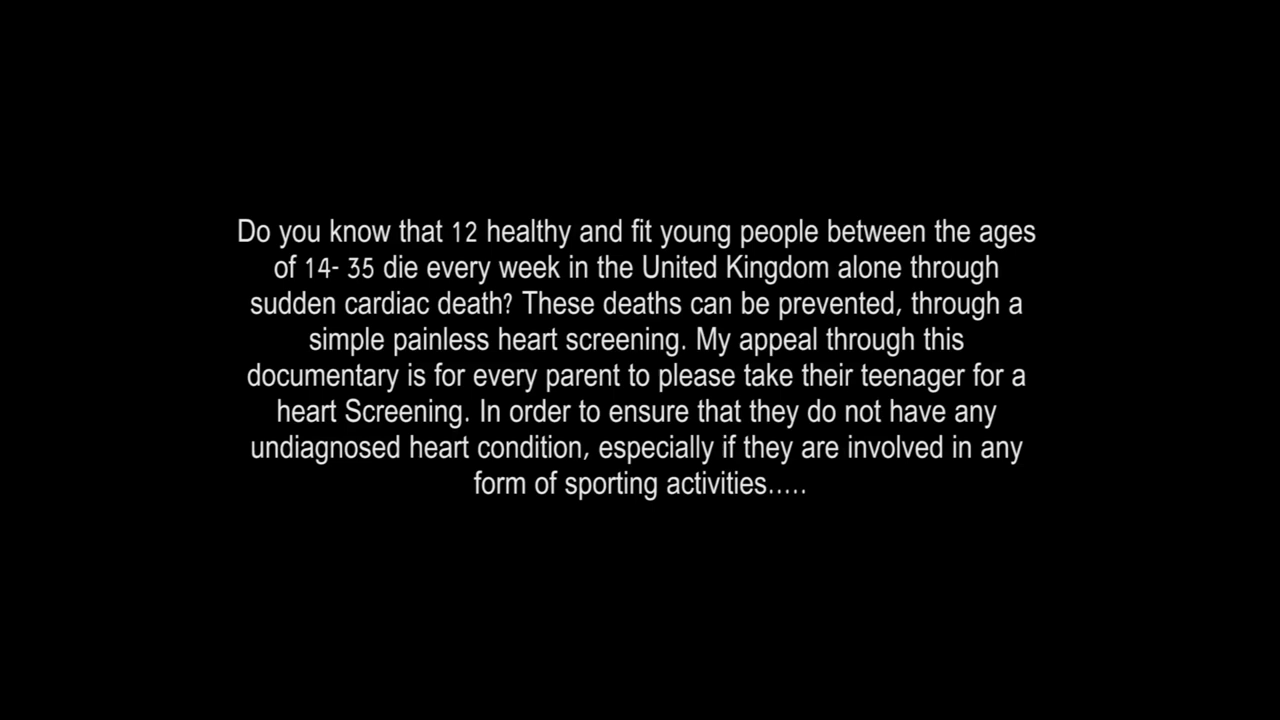 Do you know that 12 healthy and fit young people between the ages
of 14- 35 die every week in the United Kingdom alone through
sudden cardiac death? These deaths can be prevented, through a
simple painless heart screening. My appeal through this
documentary is for every parent to please take their teenager for a
heart Screening. In order to ensure that they do not have any
undiagnosed heart condition, especially if they are involved in any
form of sporting activities.....